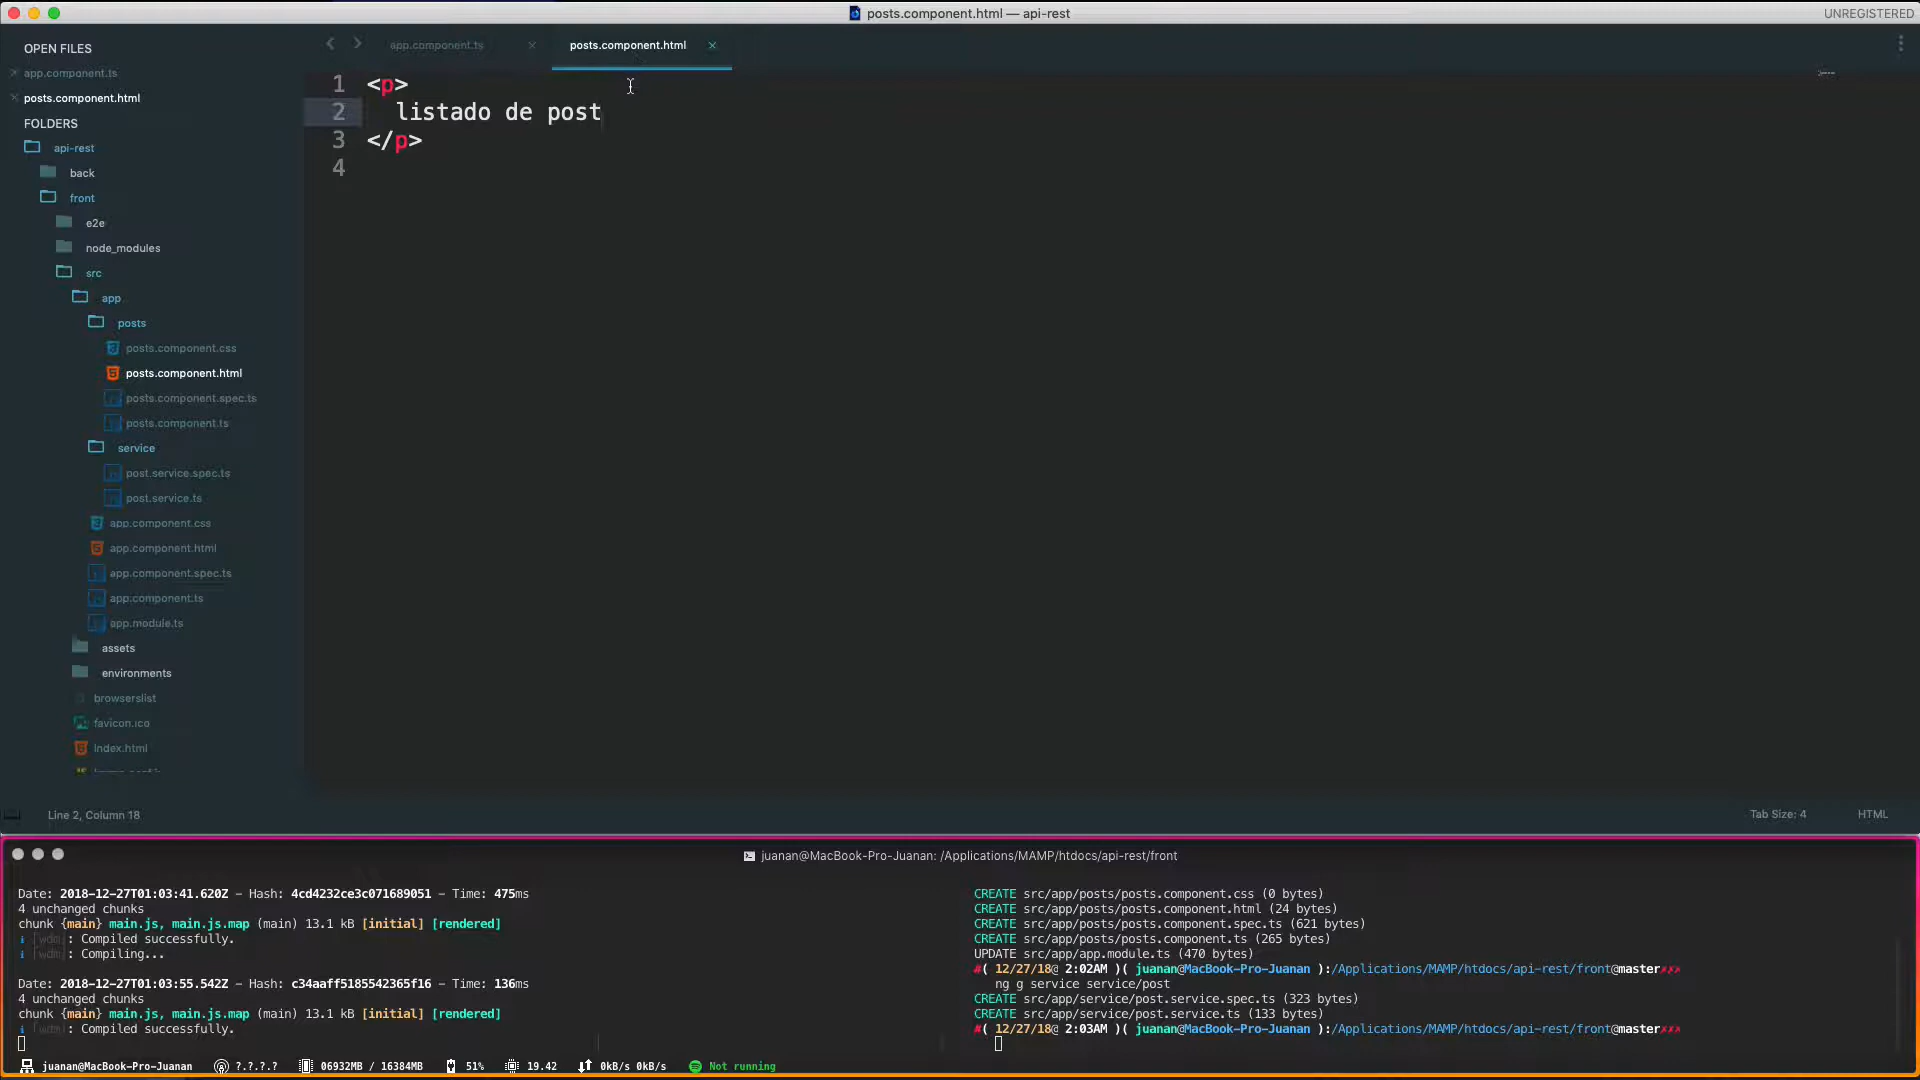 posts.component.html — api-rest
UNREGISTERED
OPEN FILES
app.component.ts
posts.component.html
FOLDERS
api-rest
back
front
e2e
node_modules
src
app
posts
posts.component.css
posts.component.html
posts.component.spec.ts
posts.component.ts
service
post.service.spec.ts
post.service.ts
app.component.css
app.component.html
app.component.spec.ts
app.component.ts
app.module.ts
assets
environments
browserslist
favicon.ico
index.html
app.component.ts
posts.component.html
1 <p>
2 listado de post
3 </p>
4
Line 2, Column 18
Tab Size: 4
HTML
juanan@MacBook-Pro-Juanan: /Applications/MAMP/htdocs/api-rest/front
Date: 2018-12-27T01:03:41.620Z - Hash: 4cd4232ce3c071689051 - Time: 475ms
4 unchanged chunks
chunk {main} main.js, main.js.map (main) 13.1 kB [initial] [rendered]
ℹ ｢wdm｣: Compiled successfully.
ℹ ｢wdm｣: Compiling...
Date: 2018-12-27T01:03:55.542Z - Hash: c34aaff5185542365f16 - Time: 136ms
4 unchanged chunks
chunk {main} main.js, main.js.map (main) 13.1 kB [initial] [rendered]
ℹ ｢wdm｣: Compiled successfully.
CREATE src/app/posts/posts.component.css (0 bytes)
CREATE src/app/posts/posts.component.html (24 bytes)
CREATE src/app/posts/posts.component.spec.ts (621 bytes)
CREATE src/app/posts/posts.component.ts (265 bytes)
UPDATE src/app/app.module.ts (470 bytes)
#( 12/27/18@ 2:02AM )( juanan@MacBook-Pro-Juanan ):/Applications/MAMP/htdocs/api-rest/front@master✗✗✗
ng g service service/post
CREATE src/app/service/post.service.spec.ts (323 bytes)
CREATE src/app/service/post.service.ts (133 bytes)
#( 12/27/18@ 2:03AM )( juanan@MacBook-Pro-Juanan ):/Applications/MAMP/htdocs/api-rest/front@master✗✗✗
juanan@MacBook-Pro-Juanan ?.?.?.? 06932MB / 16384MB 51% 19.42 0kB/s 0kB/s Not running